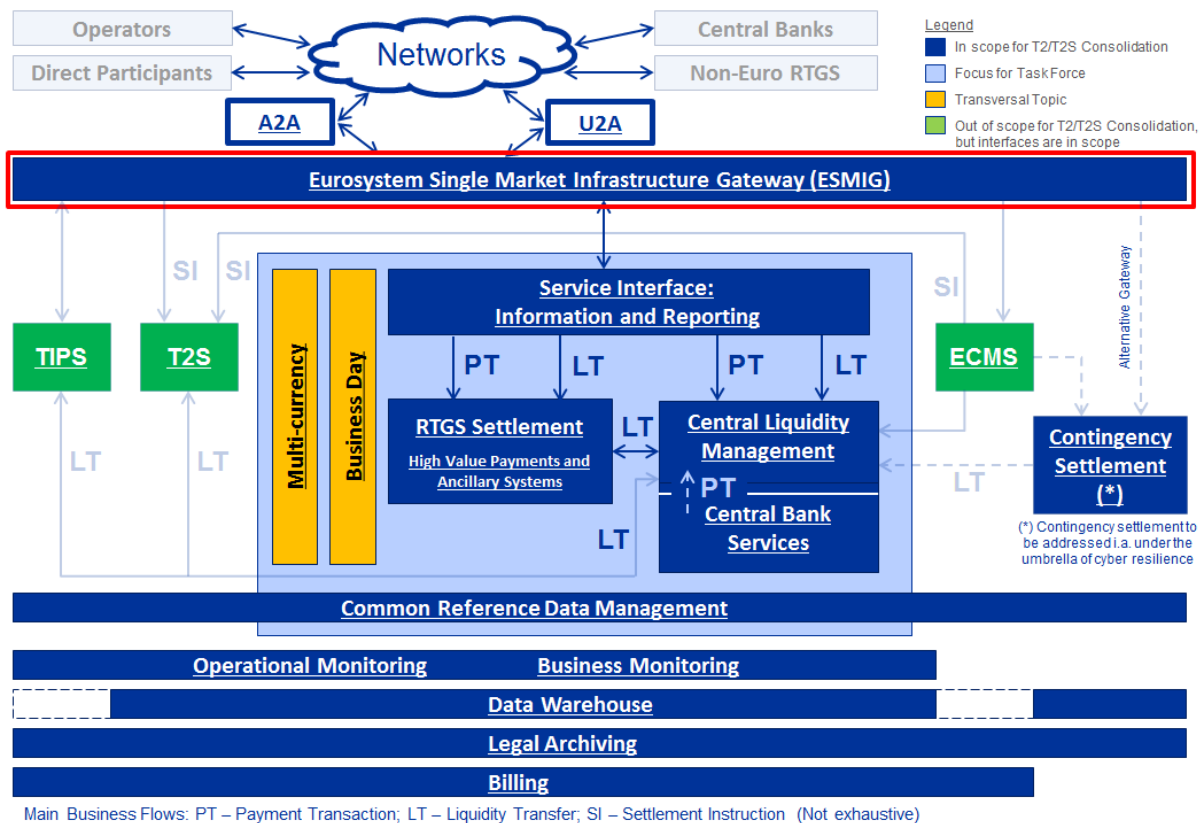 Operators
Direct Participants
Networks
Central Banks
Non-Euro RTGS
Legend
In scope for T2/T2S Consolidation
Focus for Task Force
Transversal Topic
Out of scope for T2/T2S Consolidation,
but interfaces are in scope
A2A
U2A
Eurosystem Single Market Infrastructure Gateway (ESMIG)
SI
SI
SI
Alternative Gateway
Multi-currency
Business Day
Service Interface:
Information and Reporting
TIPS
T2S
ECMS
PT
LT
PT
LT
RTGS Settlement
High Value Payments and
Ancillary Systems
LT
Central Liquidity
Management
PT
Central Bank
Services
Contingency
Settlement
(*)
LT
LT
LT
LT
(*) Contingency settlement to
be addressed i.a. under the
umbrella of cyber resilience
Common Reference Data Management
Operational Monitoring
Business Monitoring
Data Warehouse
Legal Archiving
Billing
Main Business Flows: PT – Payment Transaction; LT – Liquidity Transfer; SI – Settlement Instruction (Not exhaustive)